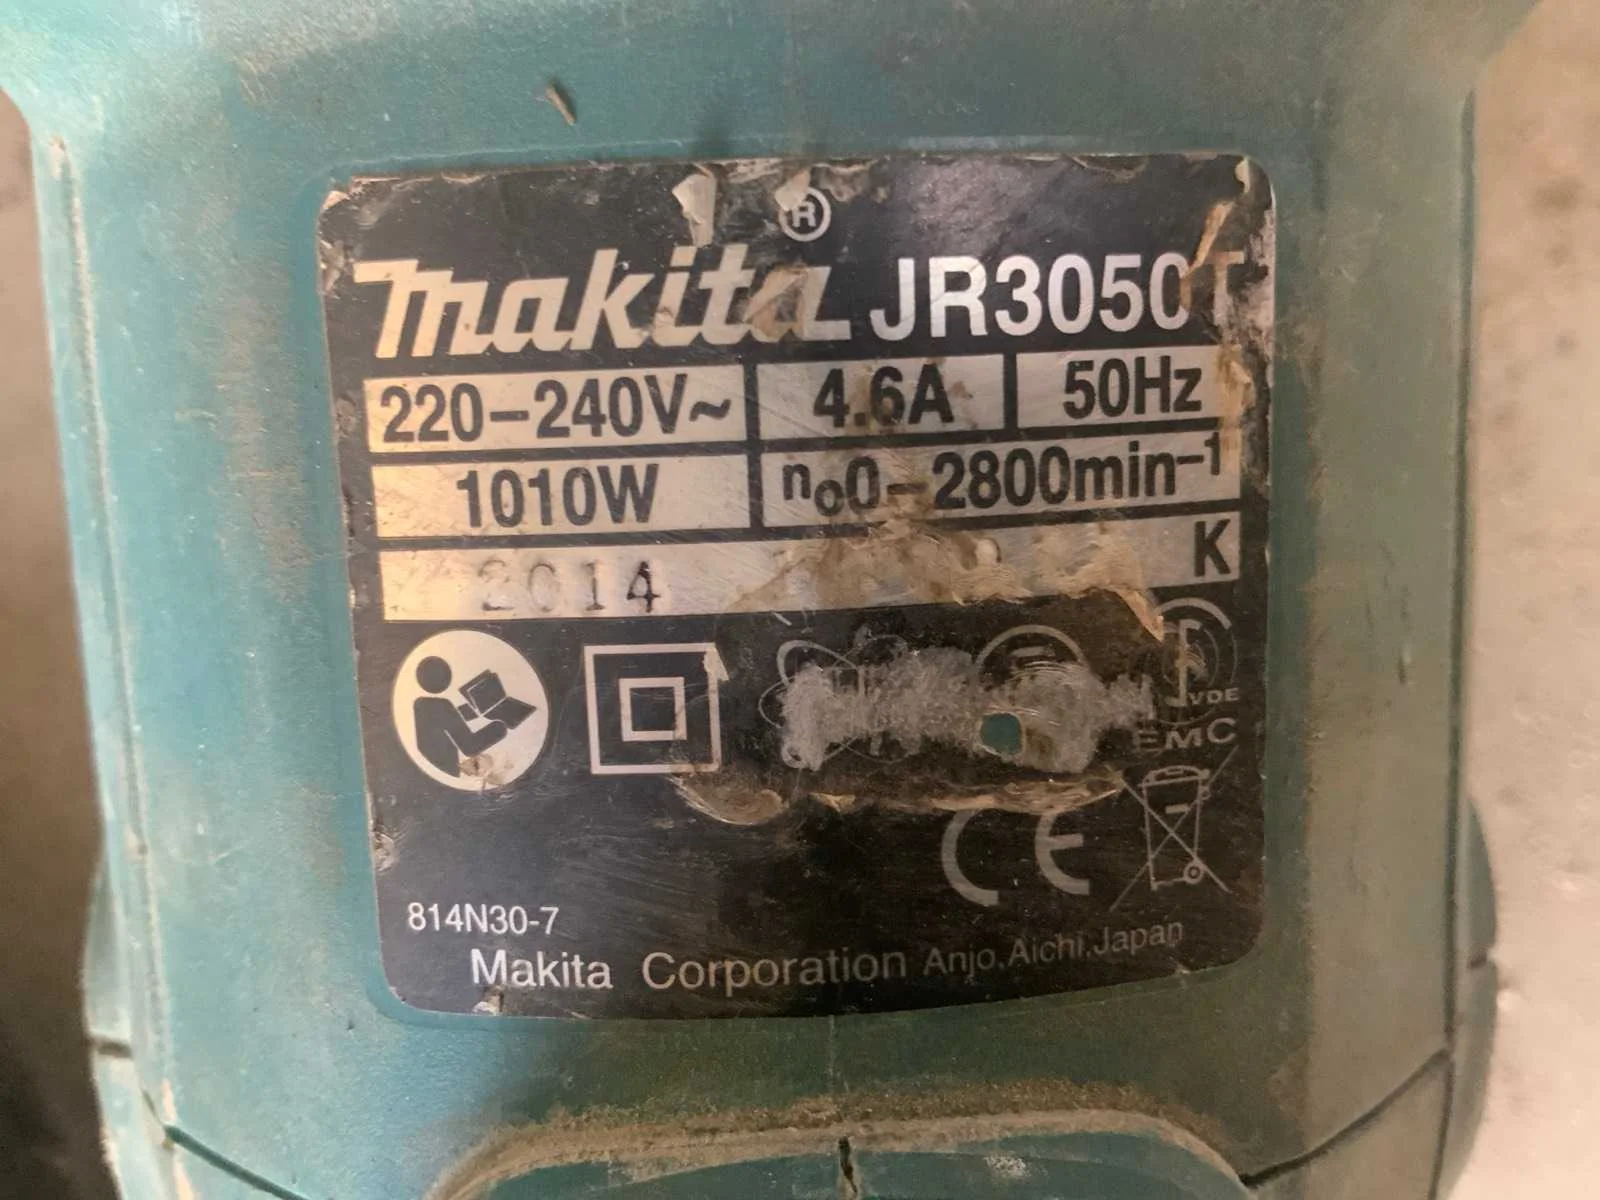 makita® JR3050T
220-240V~ 4.6A 50Hz
1010W no0-2800min-1
2014 K
VDE
EMC
CE
814N30-7
Makita Corporation Anjo,Aichi,Japan